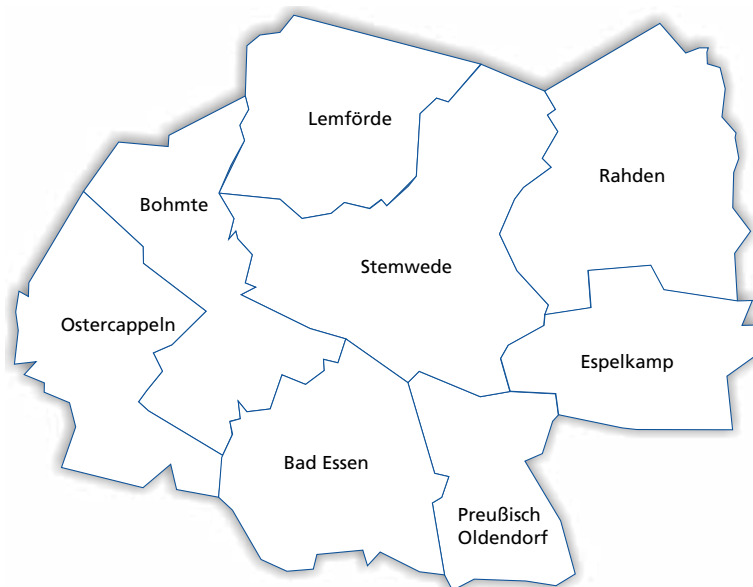 Lemförde
Rahden
Bohmte
Stemwede
Ostercappeln
Espelkamp
Bad Essen
Preußisch
Oldendorf